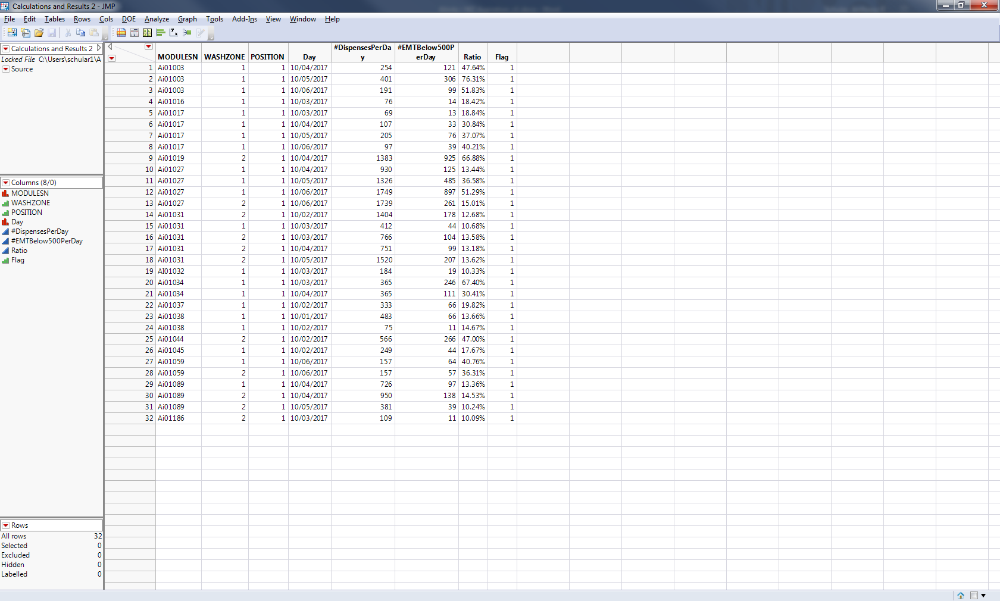 Calculations and Results 2 - JMP
File Edit Tables Rows Cols DOE Analyze Graph Tools Add-Ins View Window Help
Calculations and Results 2
Locked File C:\Users\schular1\A
Source
Columns (8/0)
MODULESN
WASHZONE
POSITION
Day
#DispensesPerDay
#EMTBelow500PerDay
Ratio
Flag
Rows
All rows 32
Selected 0
Excluded 0
Hidden 0
Labelled 0
#DispensesPerDa #EMTBelow500P
MODULESN WASHZONE POSITION Day y erDay Ratio Flag
1 Ai01003 1 1 10/04/2017 254 121 47.64% 1
2 Ai01003 1 1 10/05/2017 401 306 76.31% 1
3 Ai01003 1 1 10/06/2017 191 99 51.83% 1
4 Ai01016 1 1 10/03/2017 76 14 18.42% 1
5 Ai01017 1 1 10/03/2017 69 13 18.84% 1
6 Ai01017 1 1 10/04/2017 107 33 30.84% 1
7 Ai01017 1 1 10/05/2017 205 76 37.07% 1
8 Ai01017 1 1 10/06/2017 97 39 40.21% 1
9 Ai01019 2 1 10/04/2017 1383 925 66.88% 1
10 Ai01027 1 1 10/04/2017 930 125 13.44% 1
11 Ai01027 1 1 10/05/2017 1326 485 36.58% 1
12 Ai01027 1 1 10/06/2017 1749 897 51.29% 1
13 Ai01027 2 1 10/06/2017 1739 261 15.01% 1
14 Ai01031 2 1 10/02/2017 1404 178 12.68% 1
15 Ai01031 1 1 10/03/2017 412 44 10.68% 1
16 Ai01031 2 1 10/03/2017 766 104 13.58% 1
17 Ai01031 2 1 10/04/2017 751 99 13.18% 1
18 Ai01031 2 1 10/05/2017 1520 207 13.62% 1
19 AI01032 1 1 10/03/2017 184 19 10.33% 1
20 Ai01034 1 1 10/03/2017 365 246 67.40% 1
21 Ai01034 1 1 10/04/2017 365 111 30.41% 1
22 Ai01037 1 1 10/02/2017 333 66 19.82% 1
23 Ai01038 1 1 10/01/2017 483 66 13.66% 1
24 Ai01038 1 1 10/02/2017 75 11 14.67% 1
25 Ai01044 2 1 10/02/2017 566 266 47.00% 1
26 Ai01045 1 1 10/02/2017 249 44 17.67% 1
27 Ai01059 1 1 10/06/2017 157 64 40.76% 1
28 Ai01059 2 1 10/06/2017 157 57 36.31% 1
29 Ai01089 1 1 10/04/2017 726 97 13.36% 1
30 Ai01089 2 1 10/04/2017 950 138 14.53% 1
31 Ai01089 2 1 10/05/2017 381 39 10.24% 1
32 Ai01186 2 1 10/03/2017 109 11 10.09% 1